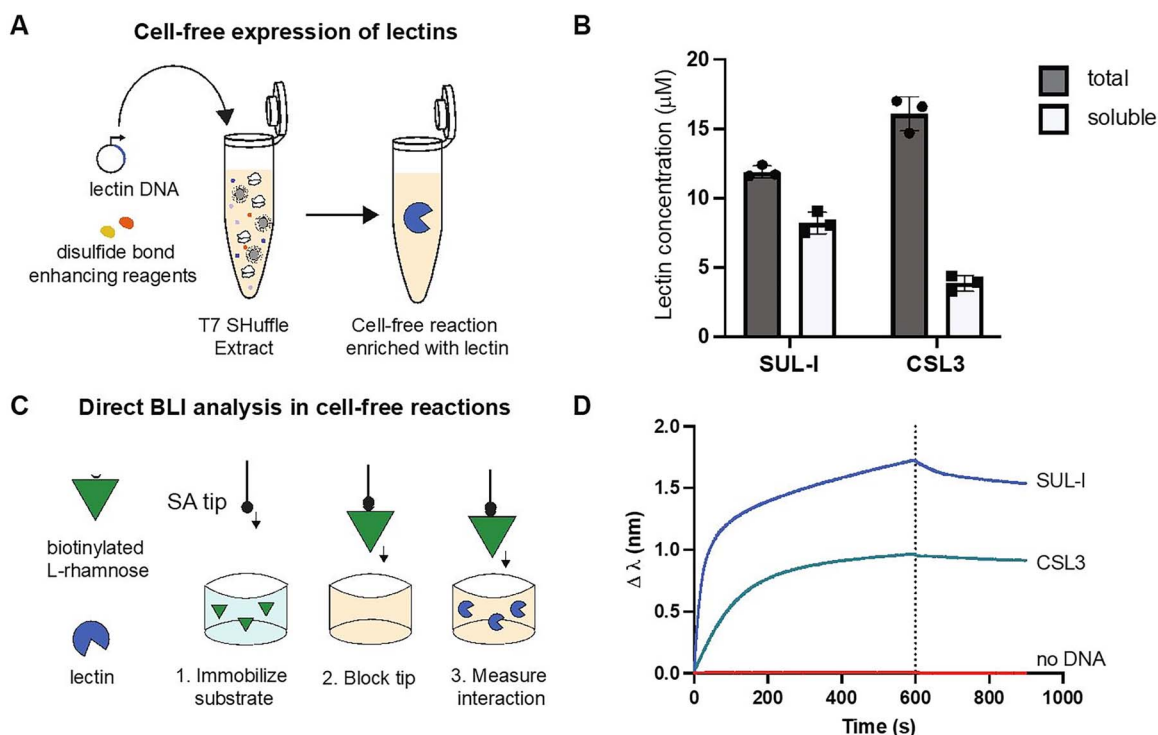 A
Cell-free expression of lectins
lectin DNA
disulfide bond
enhancing reagents
T7 SHuffle
Extract
Cell-free reaction
enriched with lectin
B
Lectin concentration (μM)
20
15
10
5
0
SUL-I
CSL3
total
soluble
C
Direct BLI analysis in cell-free reactions
biotinylated
L-rhamnose
lectin
SA tip
1. Immobilize
substrate
2. Block tip
3. Measure
interaction
D
Δ λ (nm)
2.0
1.5
1.0
0.5
0.0
SUL-I
CSL3
no DNA
0
200
400
600
800
1000
Time (s)